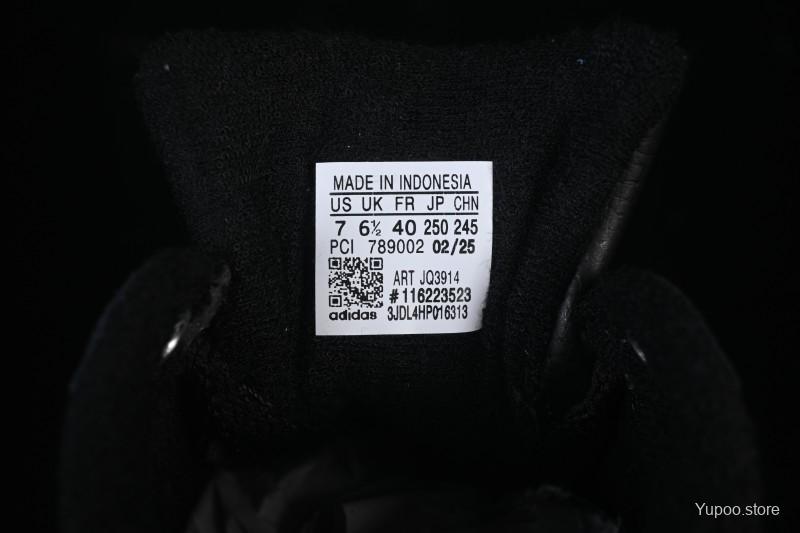 MADE IN INDONESIA
US UK FR JP CHN
7 6½ 40 250 245
PCI 789002 02/25
ART JQ3914
#116223523
adidas 3JDL4HP016313
Yupoo.store